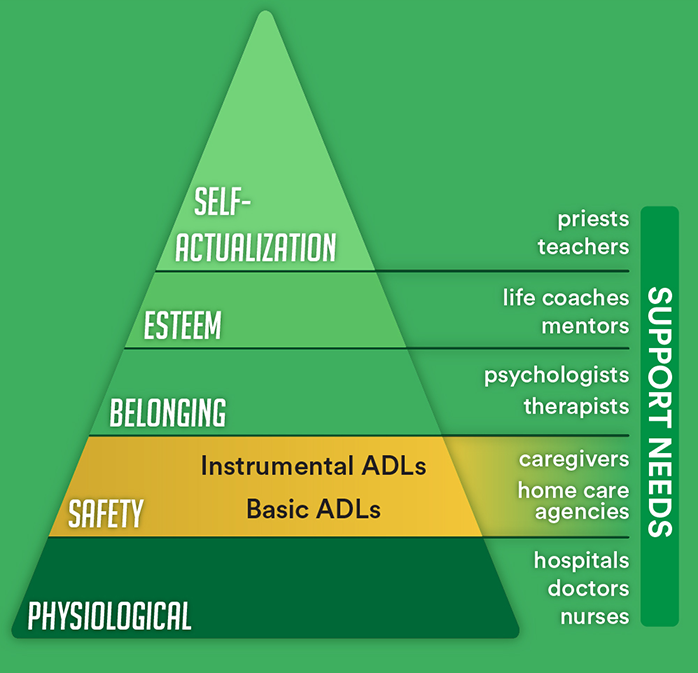 SELF-
ACTUALIZATION
priests
teachers
ESTEEM
life coaches
mentors
BELONGING
psychologists
therapists
SAFETY
Instrumental ADLs
Basic ADLs
caregivers
home care
agencies
PHYSIOLOGICAL
hospitals
doctors
nurses
SUPPORT NEEDS